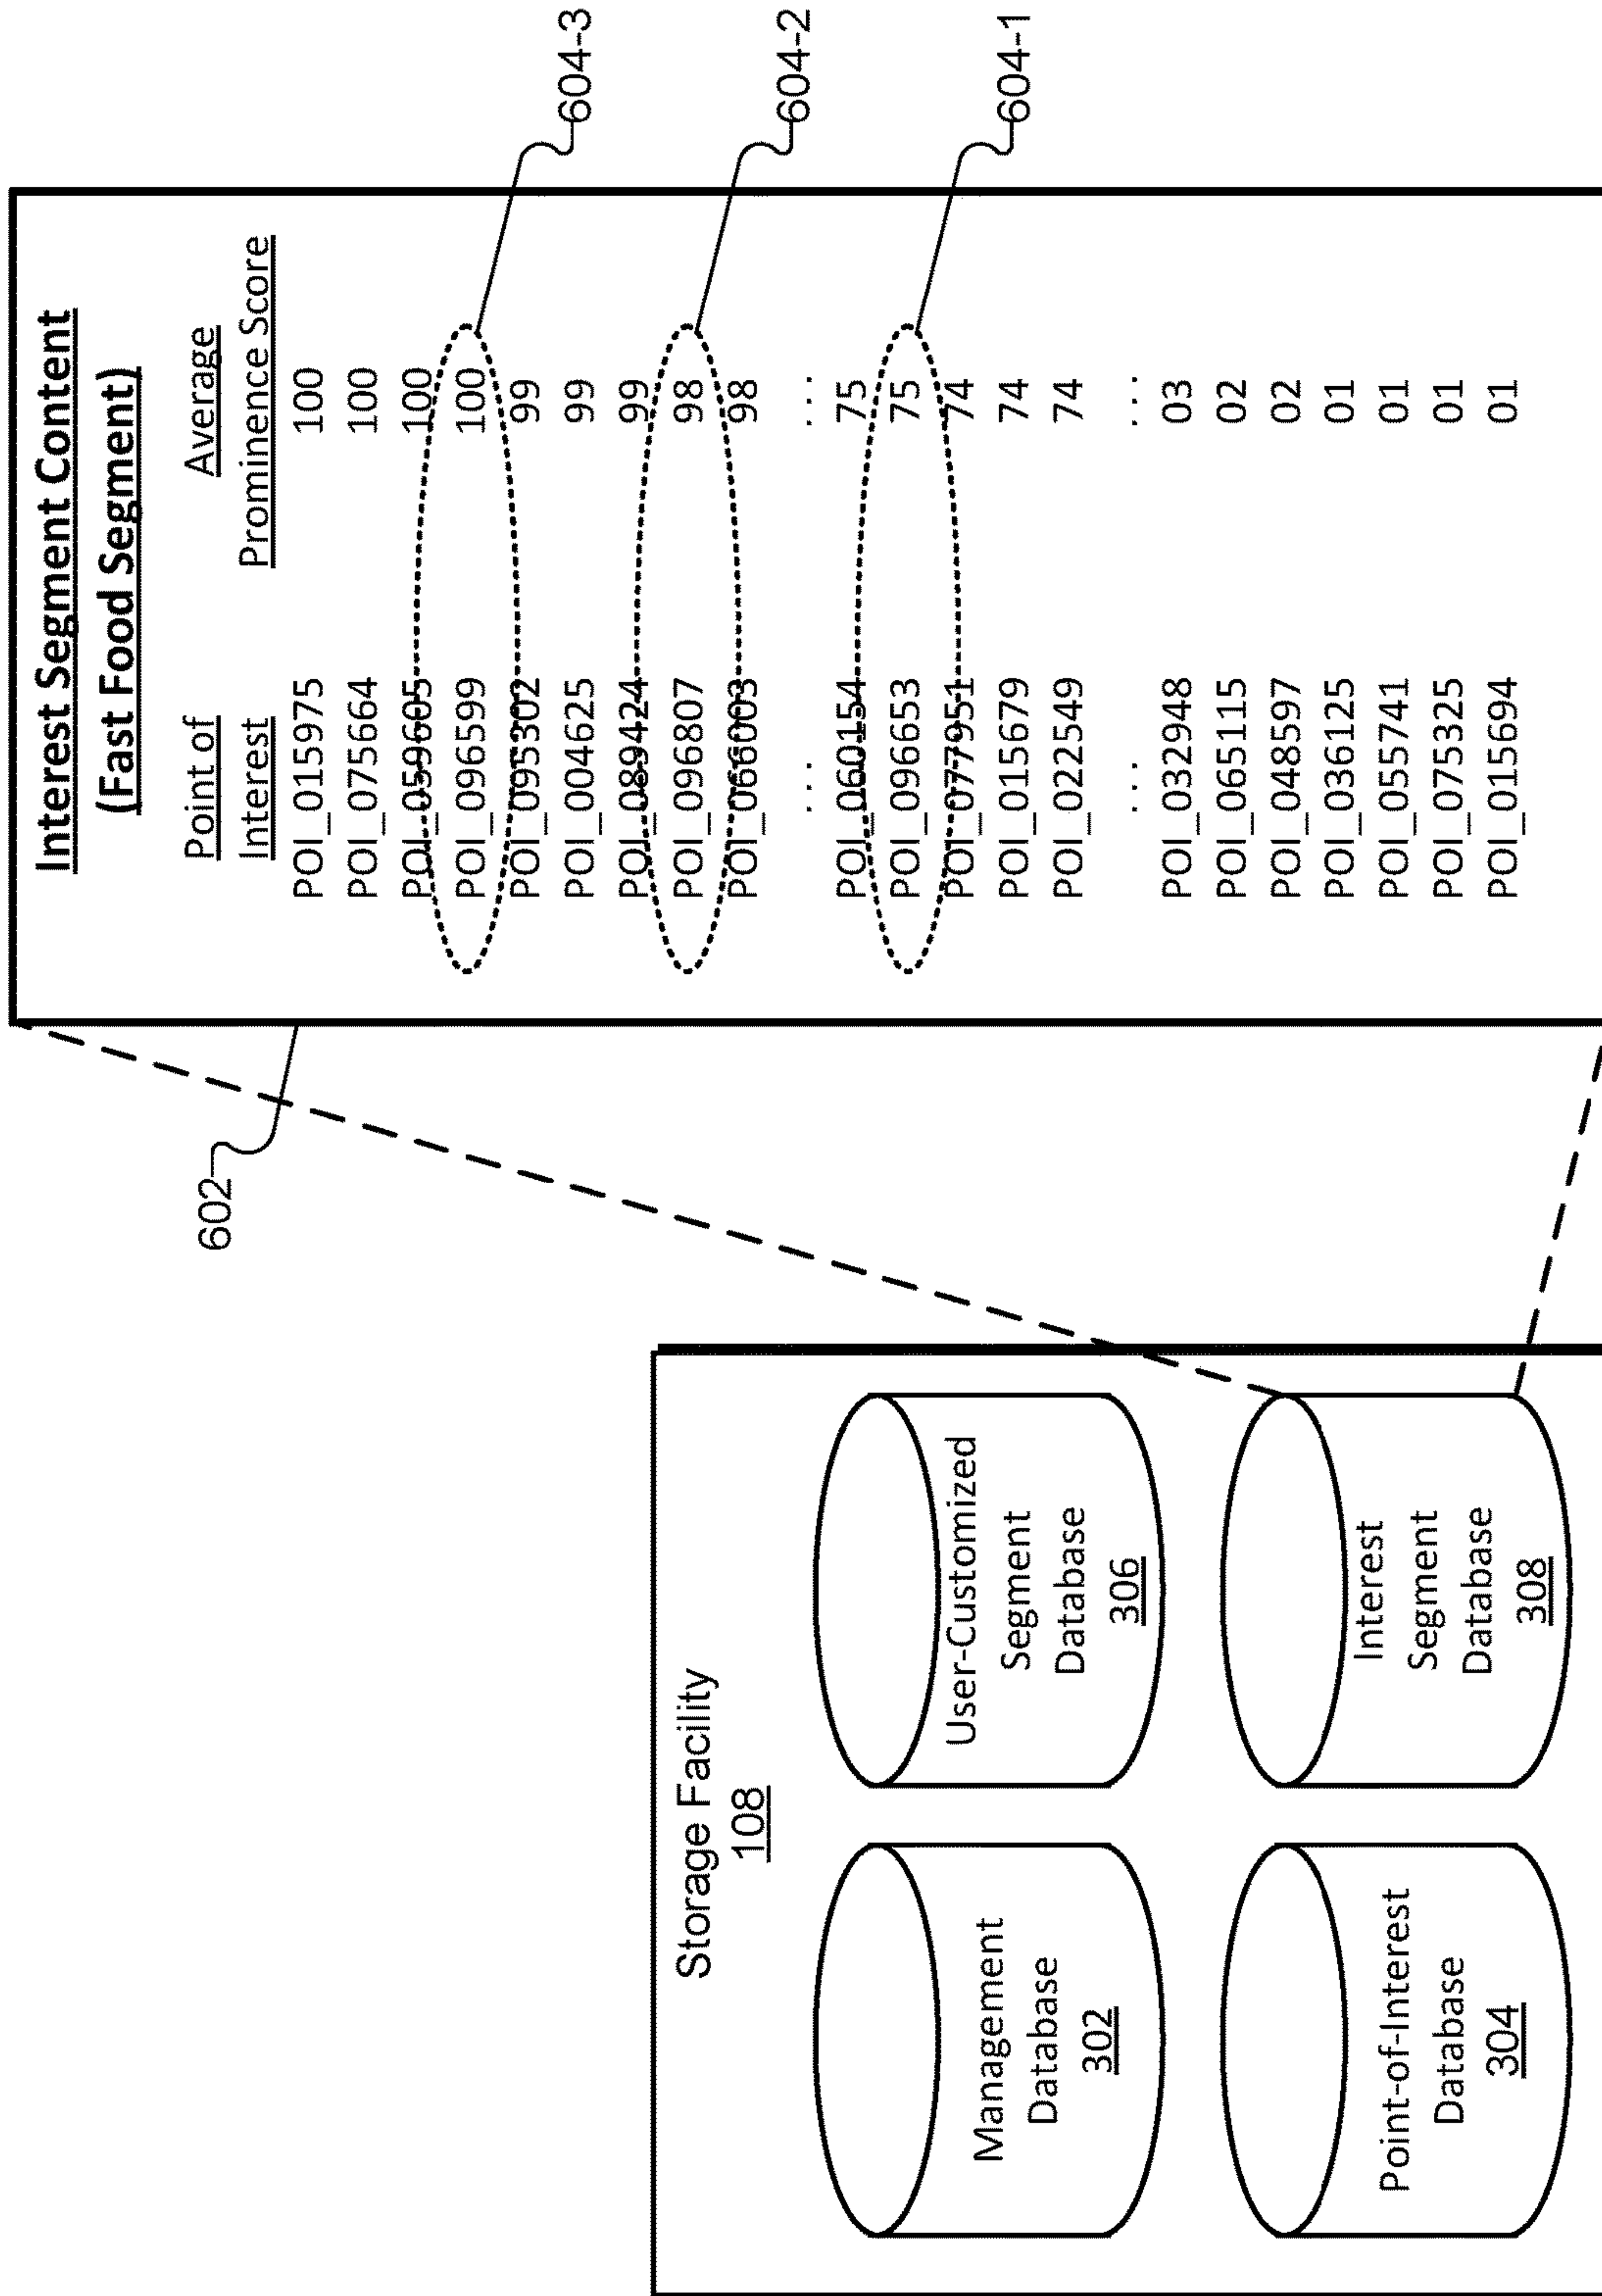 Storage Facility
108
Management
Database
302
User-Customized
Segment
Database
306
Point-of-Interest
Database
304
Interest
Segment
Database
308
602
Interest Segment Content
(Fast Food Segment)
Point of Average
Interest Prominence Score
POI_015975 100
POI_075664 100
POI_059605 100
POI_096599 100
POI_095302 99
POI_004625 99
POI_089424 99
POI_096807 98
POI_066003 98
... ...
POI_060154 75
POI_096653 75
POI_077951 74
POI_015679 74
POI_022549 74
... ...
POI_032948 03
POI_065115 02
POI_048597 02
POI_036125 01
POI_055741 01
POI_075325 01
POI_015694 01
604-3
604-2
604-1